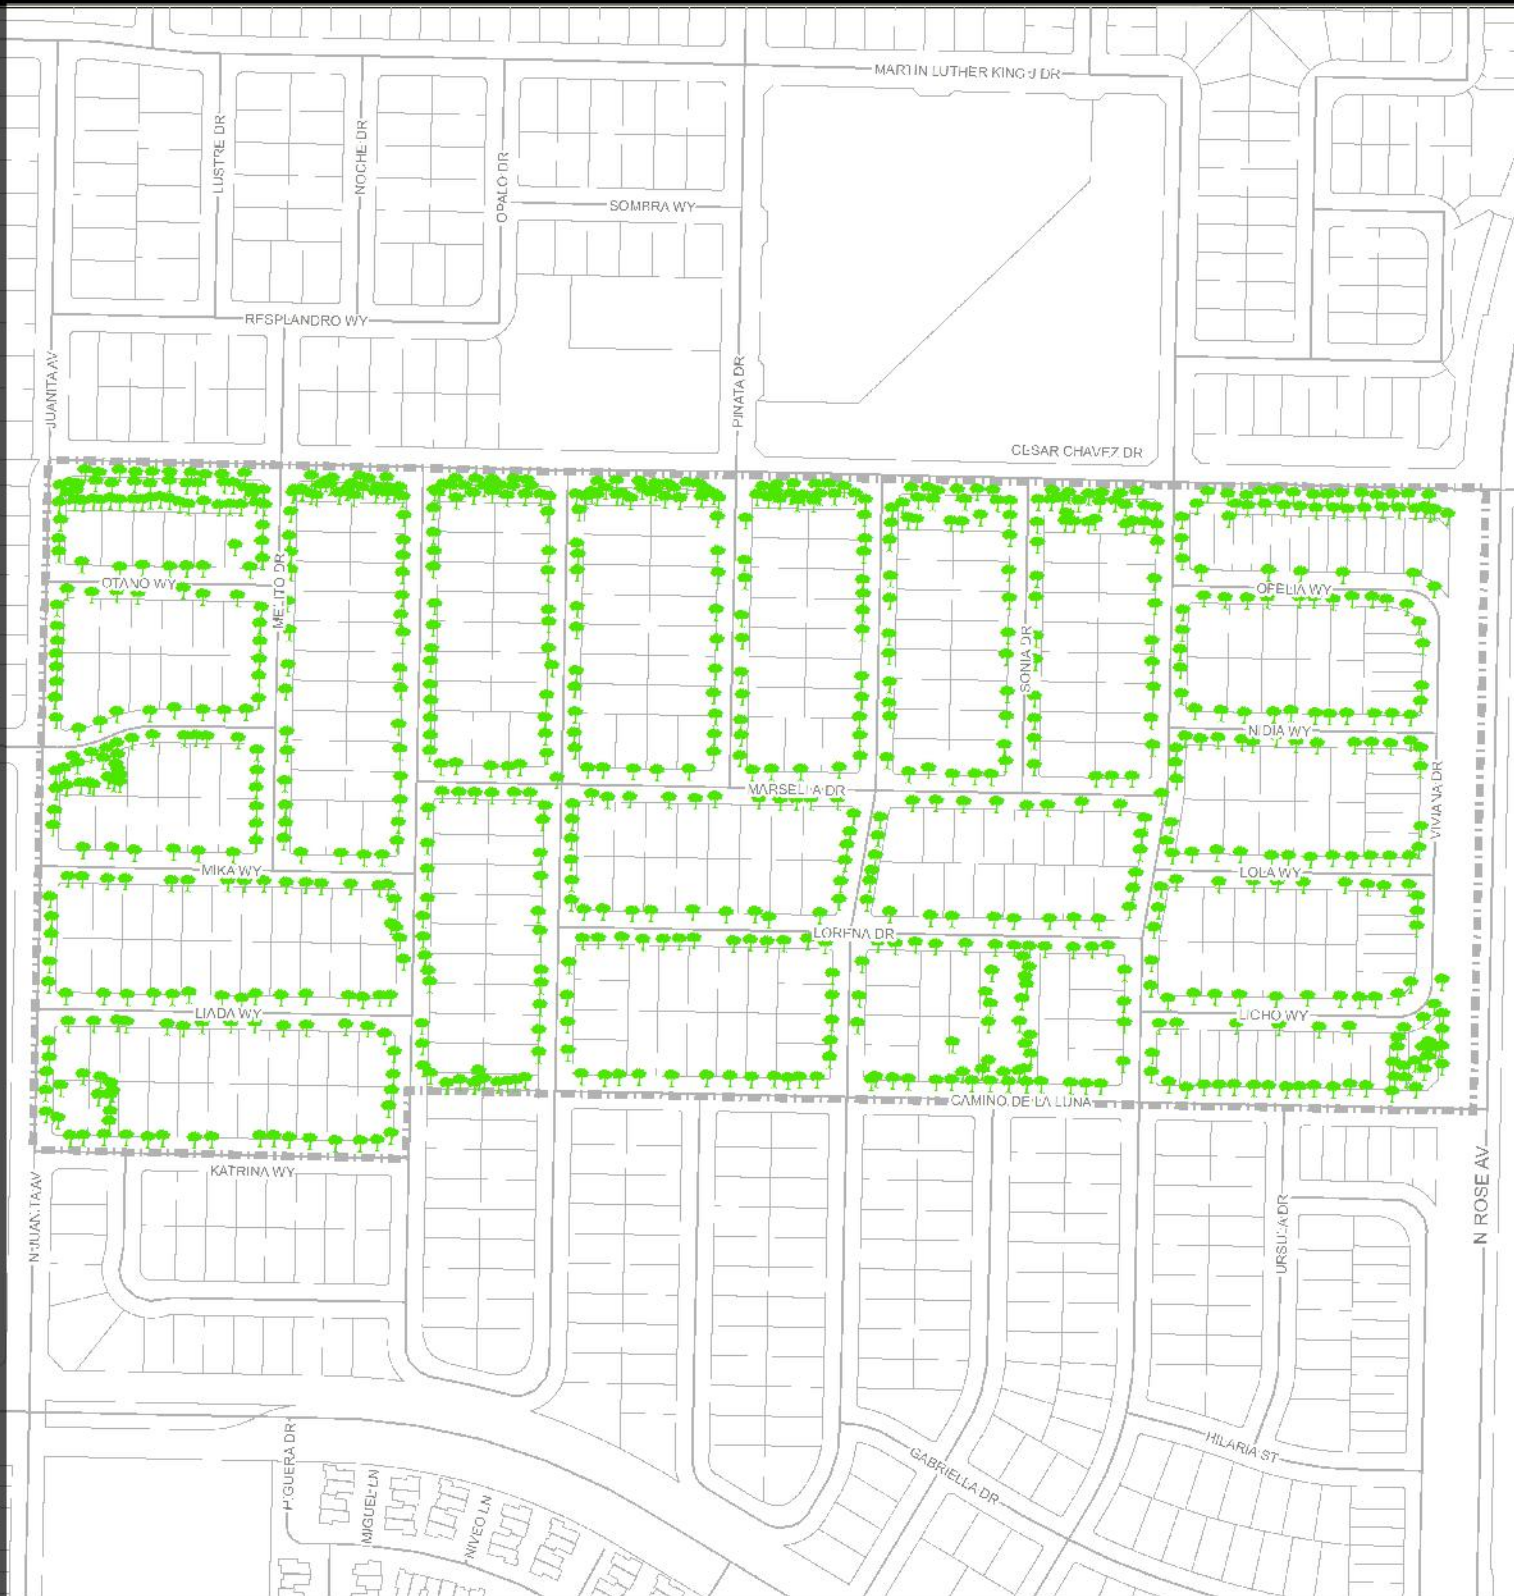 MARTIN LUTHER KING J DR
LUSTRE DR
NOCHE DR
OPALO DR
SOMBRA WY
RESPLANDRO WY
JUANITA AV
PINATA DR
CESAR CHAVEZ DR
OTANO WY
MELITO DR
OFELIA WY
SONIA DR
NIDIA WY
MARSELLA DR
VIVIANA DR
MIKA WY
LOLA WY
LORENA DR
LIADA WY
LICHO WY
CAMINO DE LA LUNA
KATRINA WY
N JUANITA AV
URSULA DR
N ROSE AV
HIGUERA DR
MIGUEL LN
NIVEO LN
GABRIELLA DR
HILARIA ST